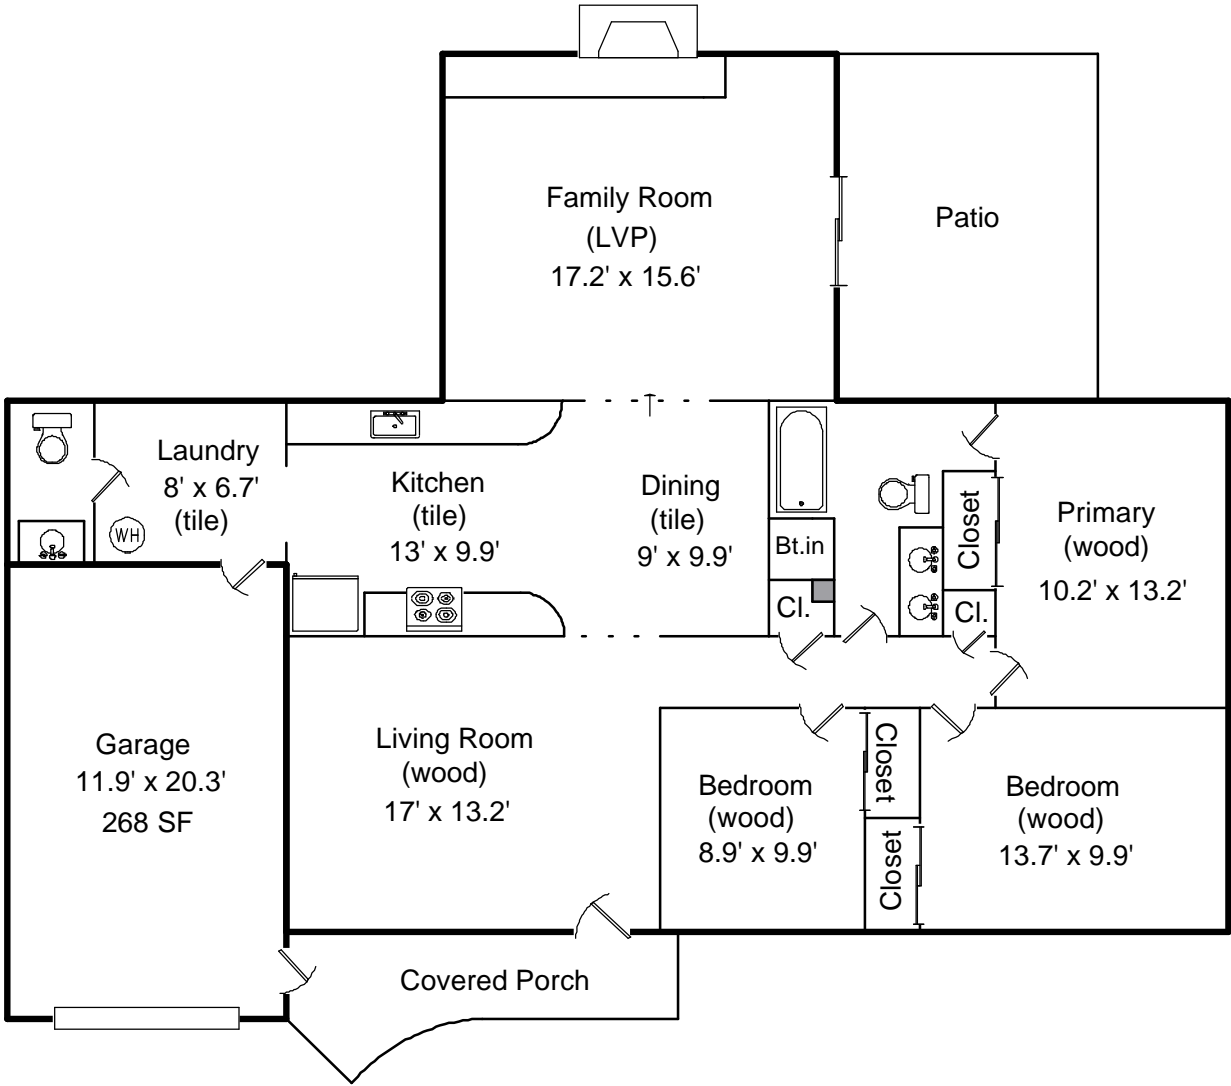 Family Room
(LVP)
17.2' x 15.6'
Patio
Laundry
8' x 6.7'
(tile)
WH
Kitchen
(tile)
13' x 9.9'
Dining
(tile)
9' x 9.9'
Bt.in
Cl.
Closet
Cl.
Primary
(wood)
10.2' x 13.2'
Garage
11.9' x 20.3'
268 SF
Living Room
(wood)
17' x 13.2'
Bedroom
(wood)
8.9' x 9.9'
Closet
Closet
Bedroom
(wood)
13.7' x 9.9'
Covered Porch